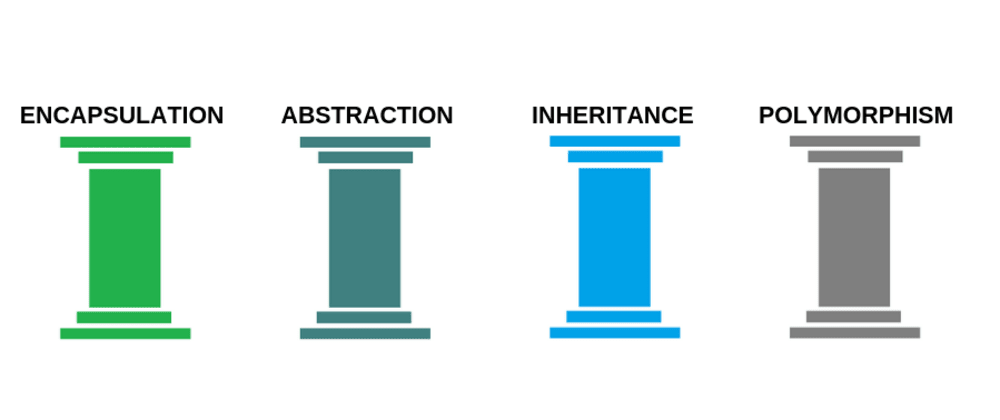 ENCAPSULATION ABSTRACTION INHERITANCE POLYMORPHISM